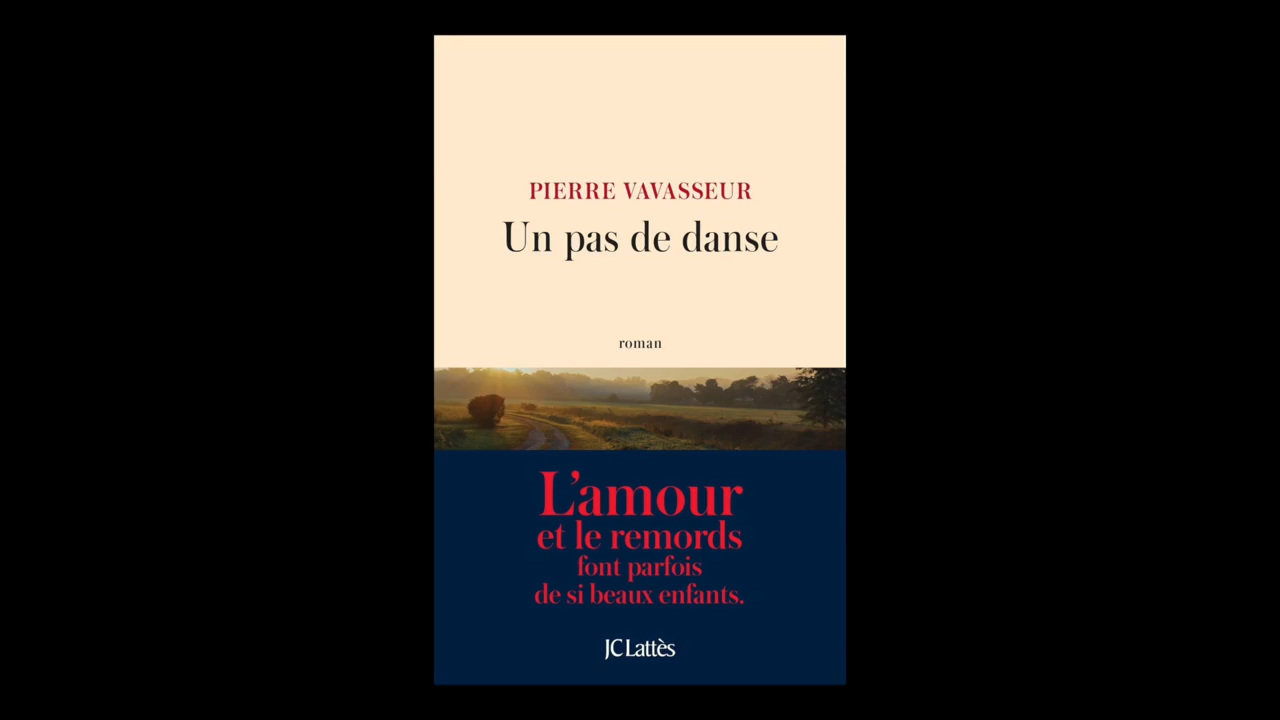 PIERRE VAVASSEUR
Un pas de danse
roman
L'amour
et le remords
font parfois
de si beaux enfants.
JC Lattès